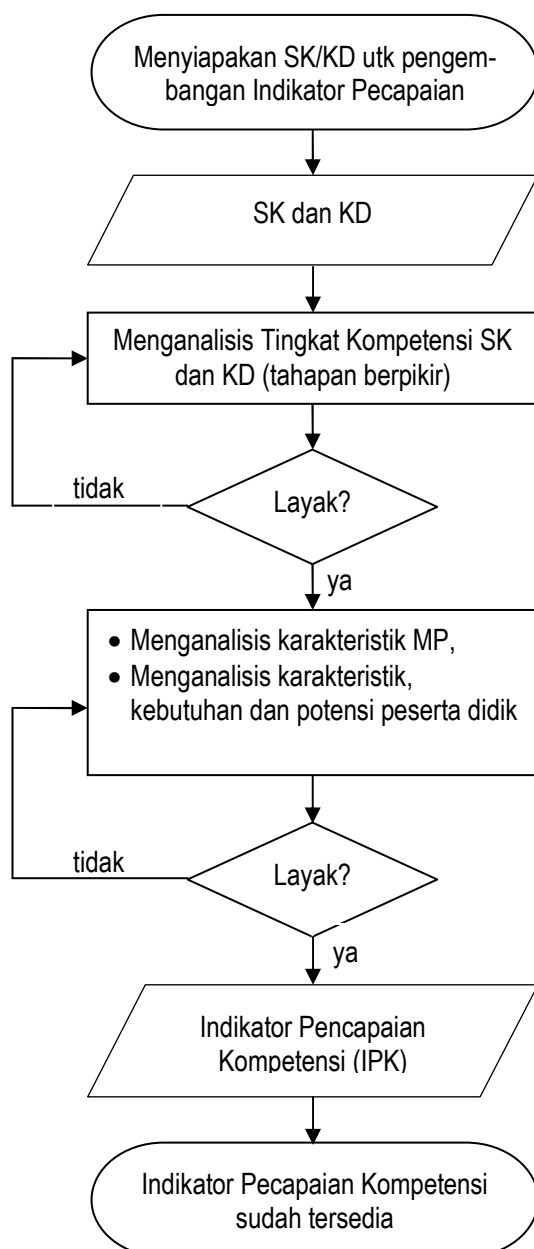 Menyiapakan SK/KD utk pengem-
bangan Indikator Pecapaian
SK dan KD
Menganalisis Tingkat Kompetensi SK
dan KD (tahapan berpikir)
tidak
Layak?
ya
• Menganalisis karakteristik MP,
• Menganalisis karakteristik,
kebutuhan dan potensi peserta didik
tidak
Layak?
ya
Indikator Pencapaian
Kompetensi (IPK)
Indikator Pecapaian Kompetensi
sudah tersedia